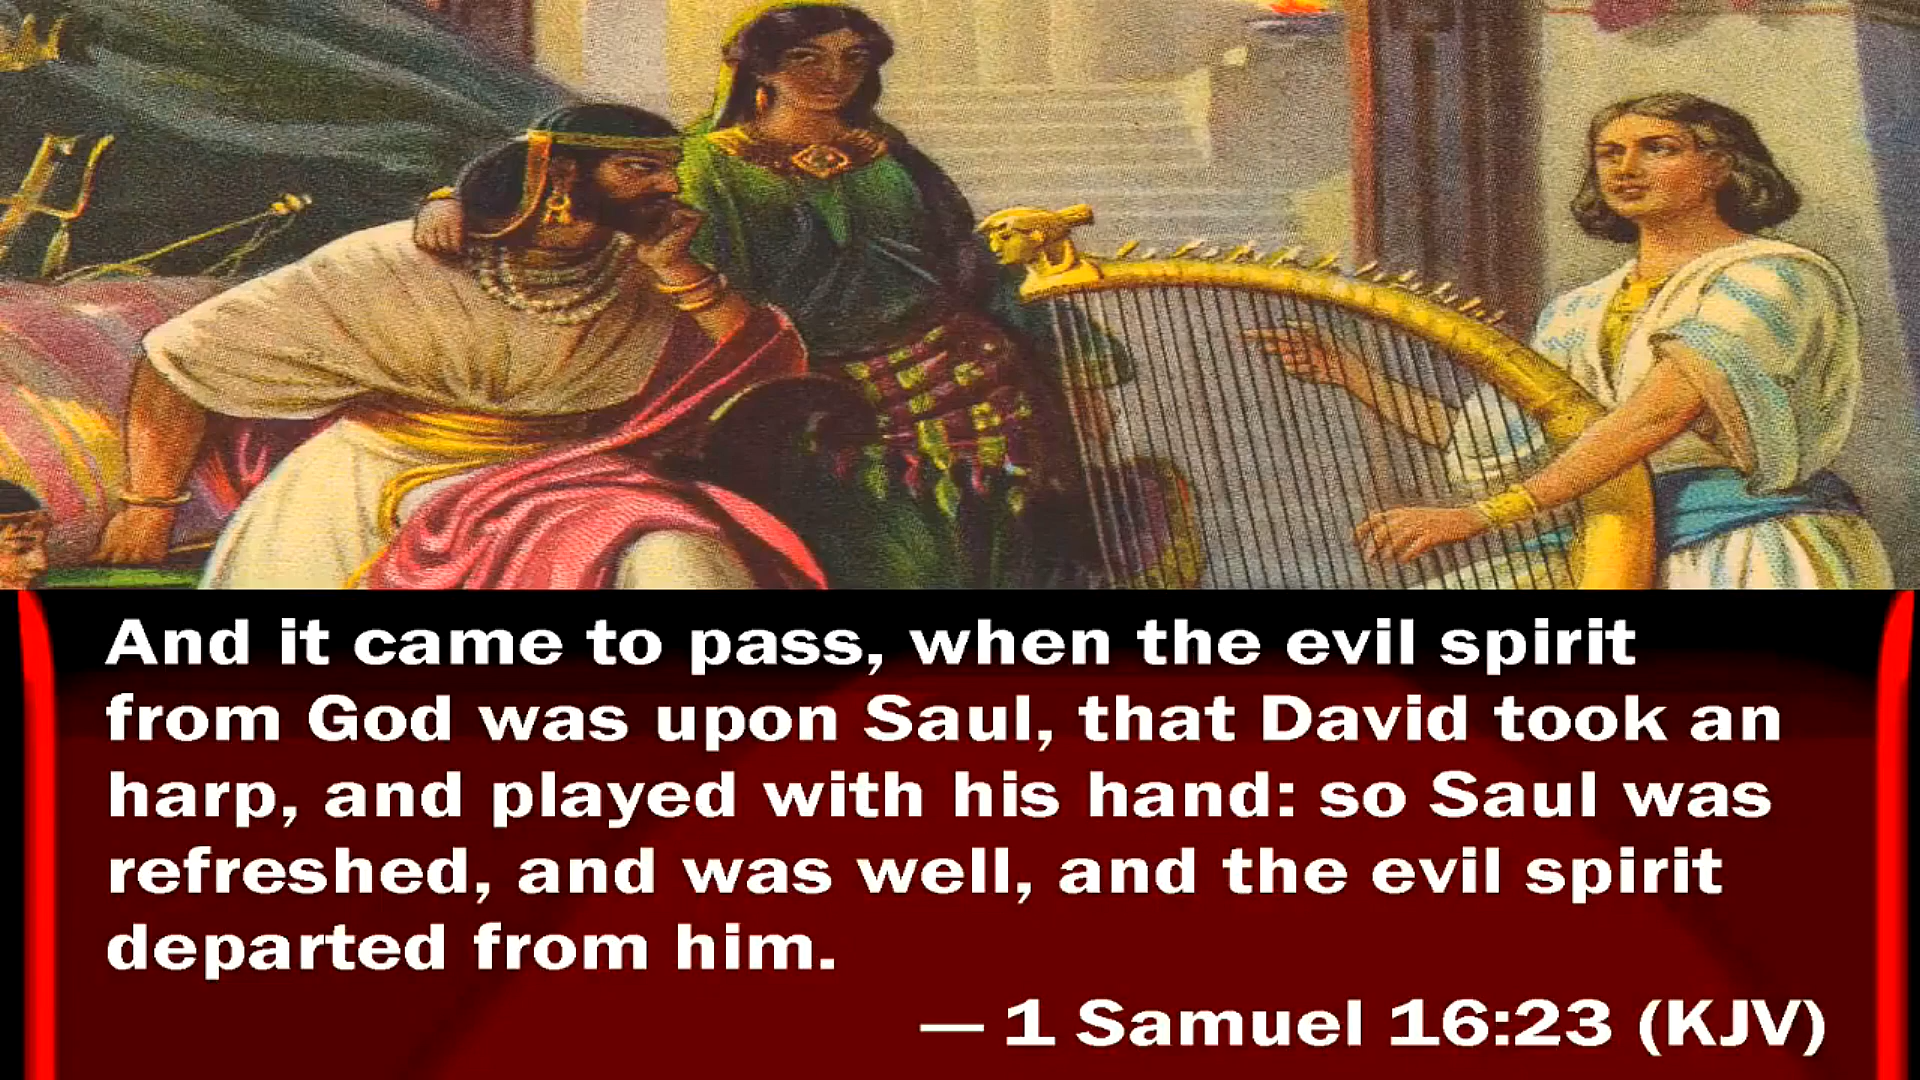 And it came to pass, when the evil spirit
from God was upon Saul, that David took an
harp, and played with his hand: so Saul was
refreshed, and was well, and the evil spirit
departed from him.
— 1 Samuel 16:23 (KJV)